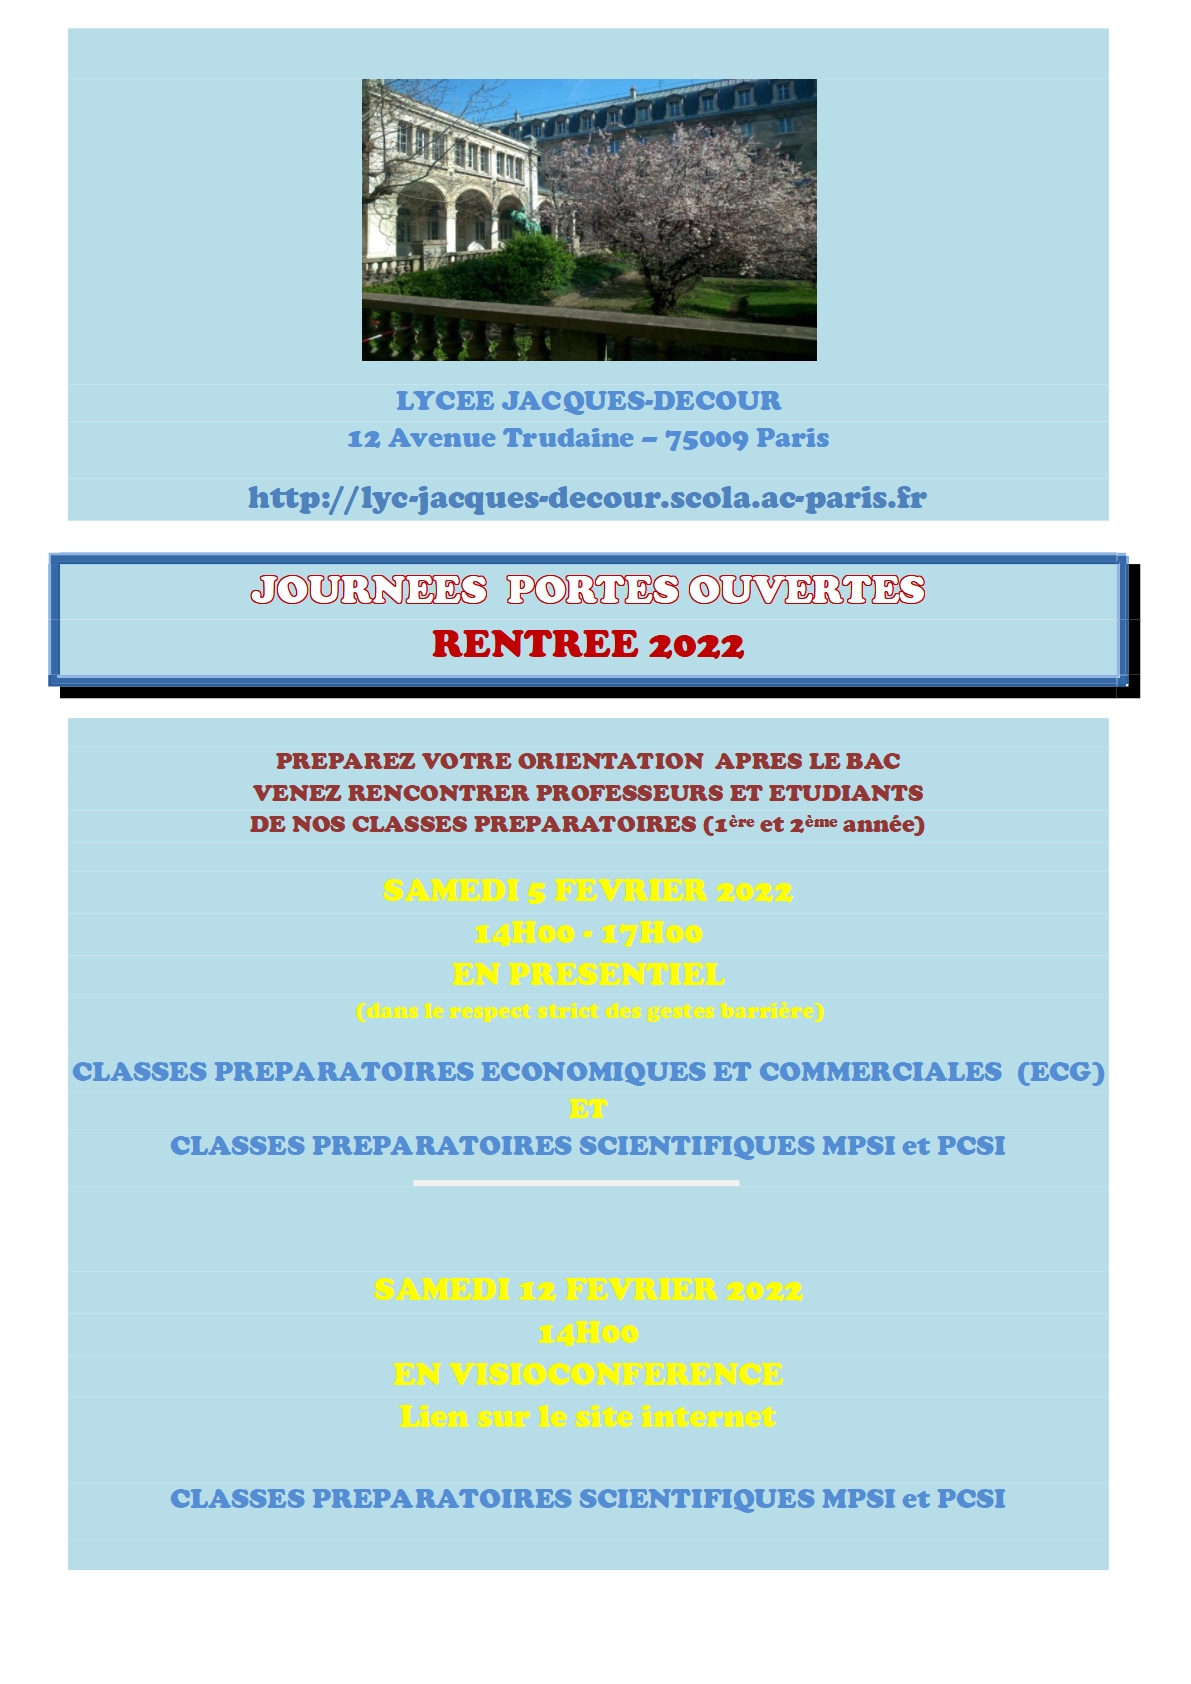 LYCEE JACQUES-DECOUR
12 Avenue Trudaine – 75009 Paris
http://lyc-jacques-decour.scola.ac-paris.fr
JOURNEES PORTES OUVERTES
RENTREE 2022
PREPAREZ VOTRE ORIENTATION APRES LE BAC
VENEZ RENCONTRER PROFESSEURS ET ETUDIANTS
DE NOS CLASSES PREPARATOIRES (1ère et 2ème année)
SAMEDI 5 FEVRIER 2022
14H00 - 17H00
EN PRESENTIEL
(dans le respect strict des gestes barrière)
CLASSES PREPARATOIRES ECONOMIQUES ET COMMERCIALES (ECG)
ET
CLASSES PREPARATOIRES SCIENTIFIQUES MPSI et PCSI
SAMEDI 12 FEVRIER 2022
14H00
EN VISIOCONFERENCE
Lien sur le site internet
CLASSES PREPARATOIRES SCIENTIFIQUES MPSI et PCSI